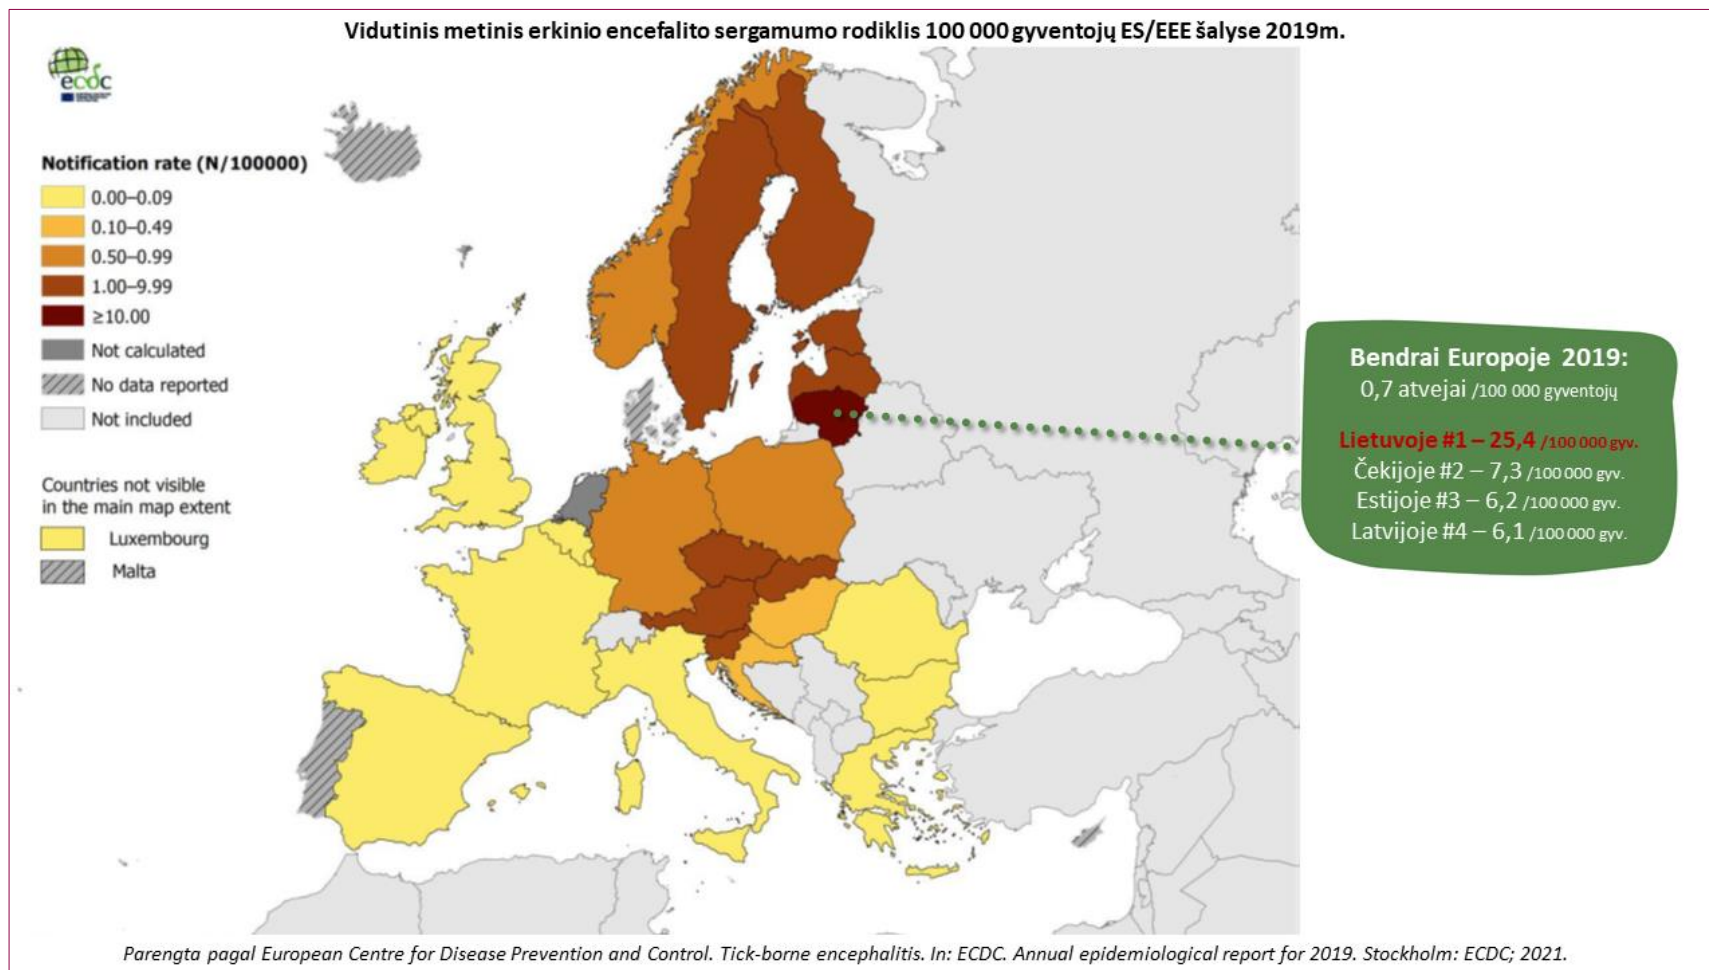 Vidutinis metinis erkinio encefalito sergamumo rodiklis 100 000 gyventojų ES/EEE šalyse 2019m.
ecdc
Notification rate (N/100000)
0.00–0.09
0.10–0.49
0.50–0.99
1.00–9.99
≥10.00
Not calculated
No data reported
Not included
Countries not visible
in the main map extent
Luxembourg
Malta
Bendrai Europoje 2019:
0,7 atvejai /100 000 gyventojų
Lietuvoje #1 – 25,4 /100 000 gyv.
Čekijoje #2 – 7,3 /100 000 gyv.
Estijoje #3 – 6,2 /100 000 gyv.
Latvijoje #4 – 6,1 /100 000 gyv.
Parengta pagal European Centre for Disease Prevention and Control. Tick-borne encephalitis. In: ECDC. Annual epidemiological report for 2019. Stockholm: ECDC; 2021.